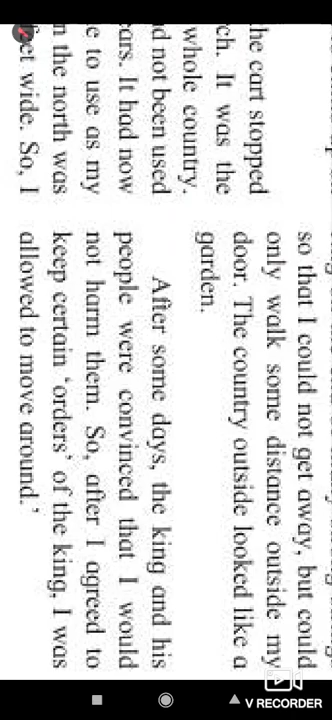 he cart stopped
ch. It was the
whole country.
d not been used
ears. It had now
e to use as my
n the north was
et wide. So, I
so that I could not get away, but could
only walk some distance outside my
door. The country outside looked like a
garden.
After some days, the king and his
people were convinced that I would
not harm them. So, after I agreed to
keep certain ‘orders’ of the king, I was
allowed to move around.’
V RECORDER